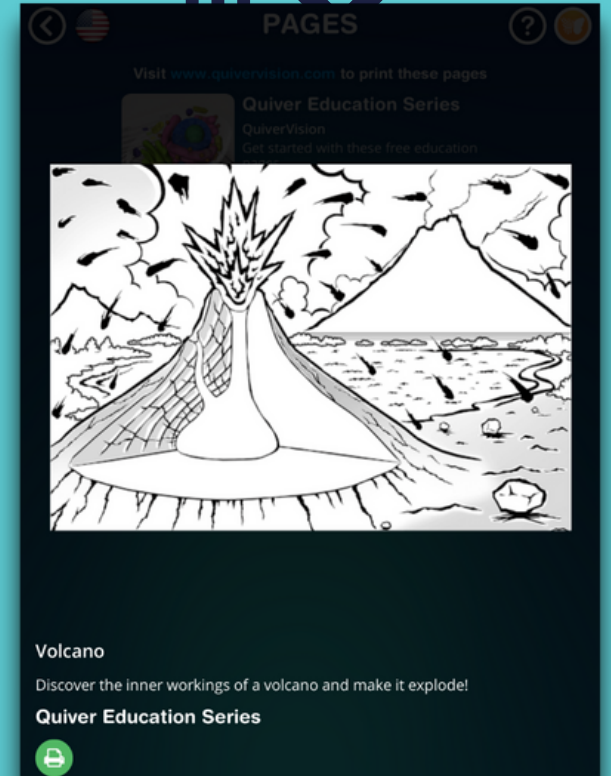 PAGES
?
Visit www.quivervision.com to print these pages
Quiver Education Series
QuiverVision
Get started with these free education
Volcano
Discover the inner workings of a volcano and make it explode!
Quiver Education Series